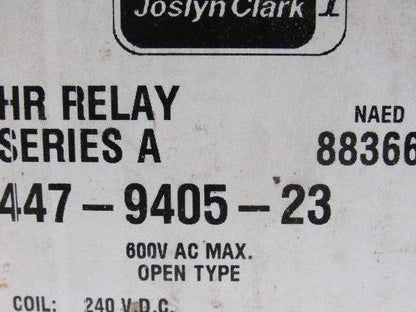 Joslyn Clark
HR RELAY
SERIES A
NAED
88366
447-9405-23
600V AC MAX.
OPEN TYPE
COIL: 240 V.D.C.